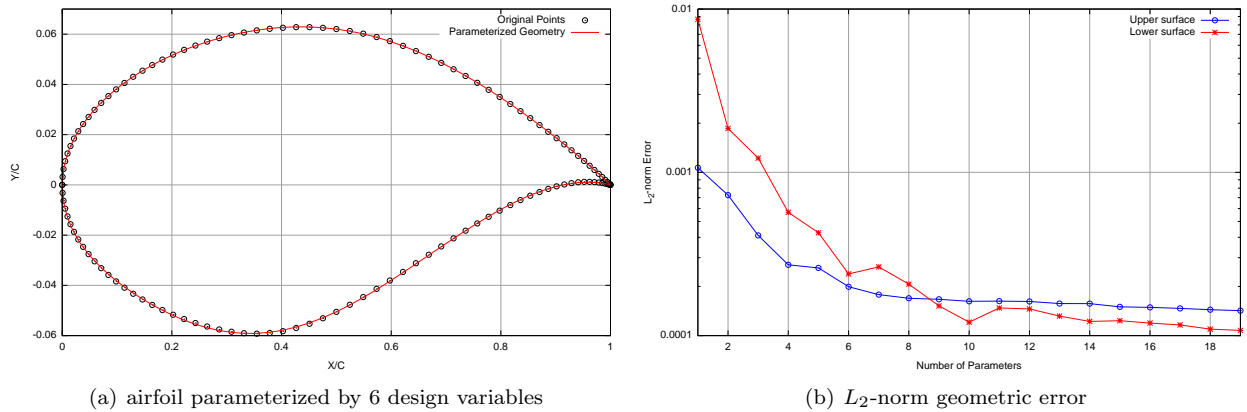 0.06
0.04
0.02
0
-0.02
-0.04
-0.06
Y/C
0
0.2
0.4
0.6
0.8
1
X/C
Original Points
Parameterized Geometry
(a) airfoil parameterized by 6 design variables
0.01
0.001
0.0001
L2-norm Error
2
4
6
8
10
12
14
16
18
Number of Parameters
Upper surface
Lower surface
(b) L2-norm geometric error